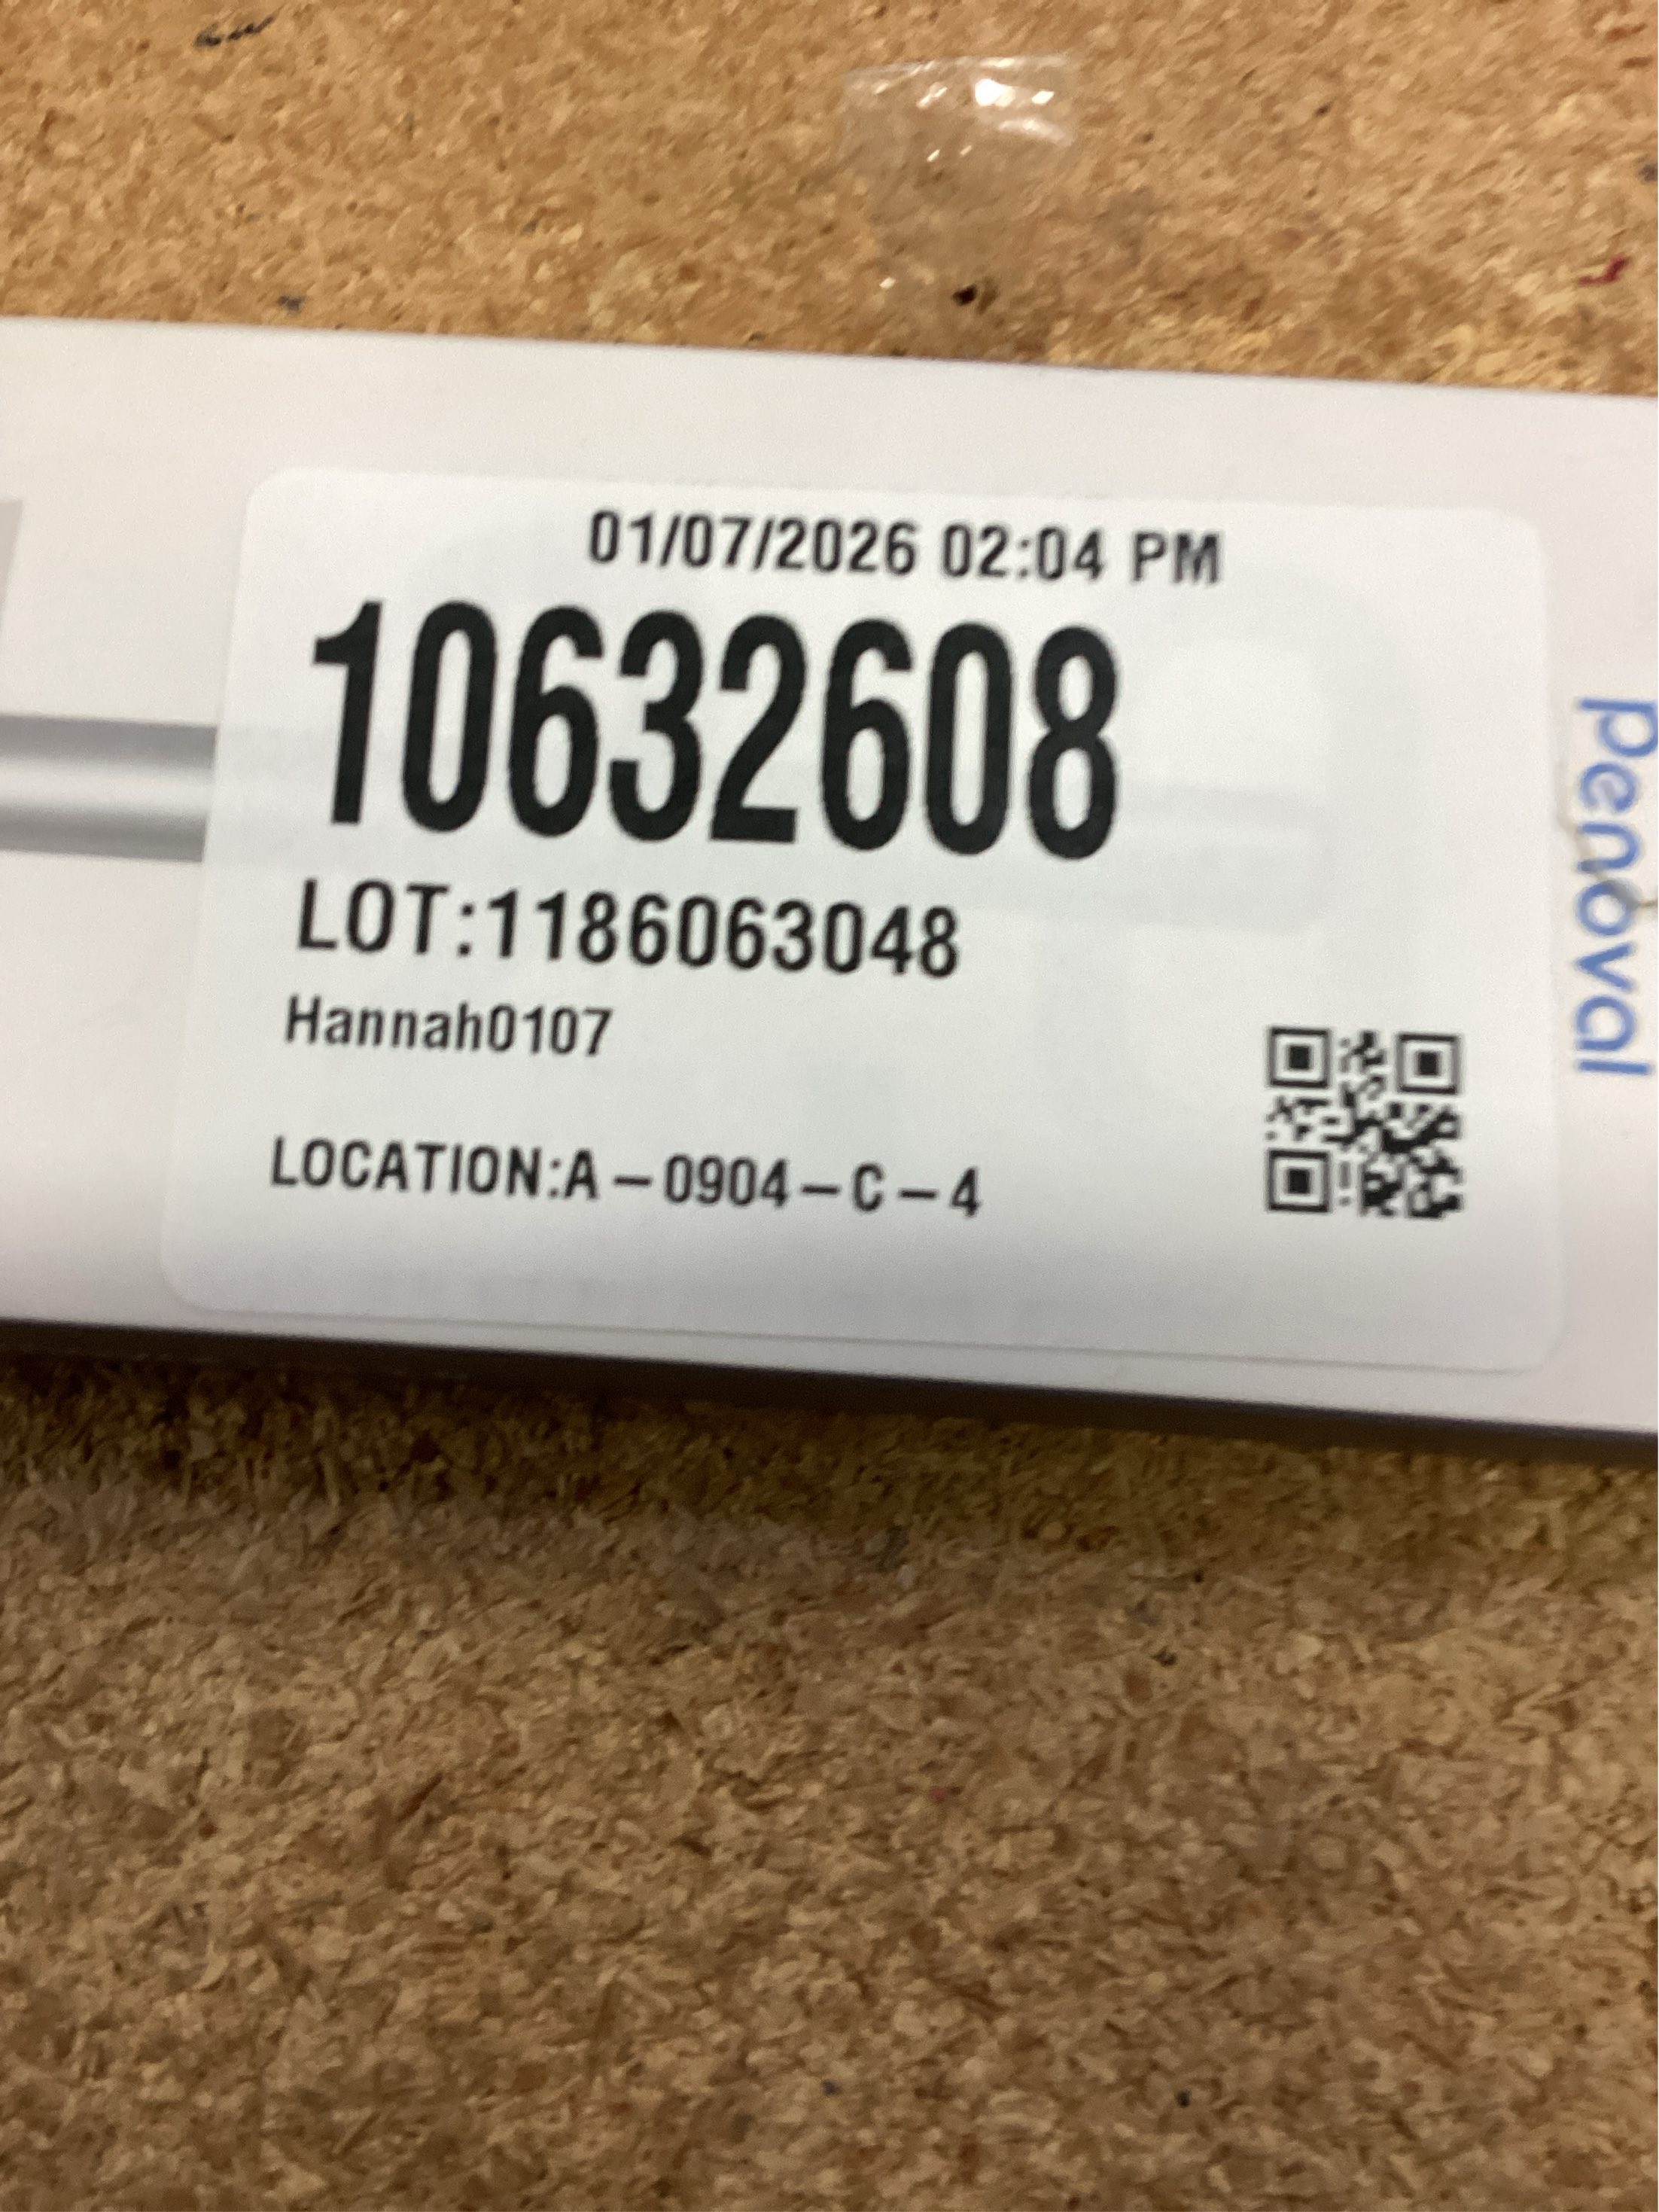 01/07/2026 02:04 PM
10632608
LOT:1186063048
Hannah0107
LOCATION:A-0904-C-4
Penoval